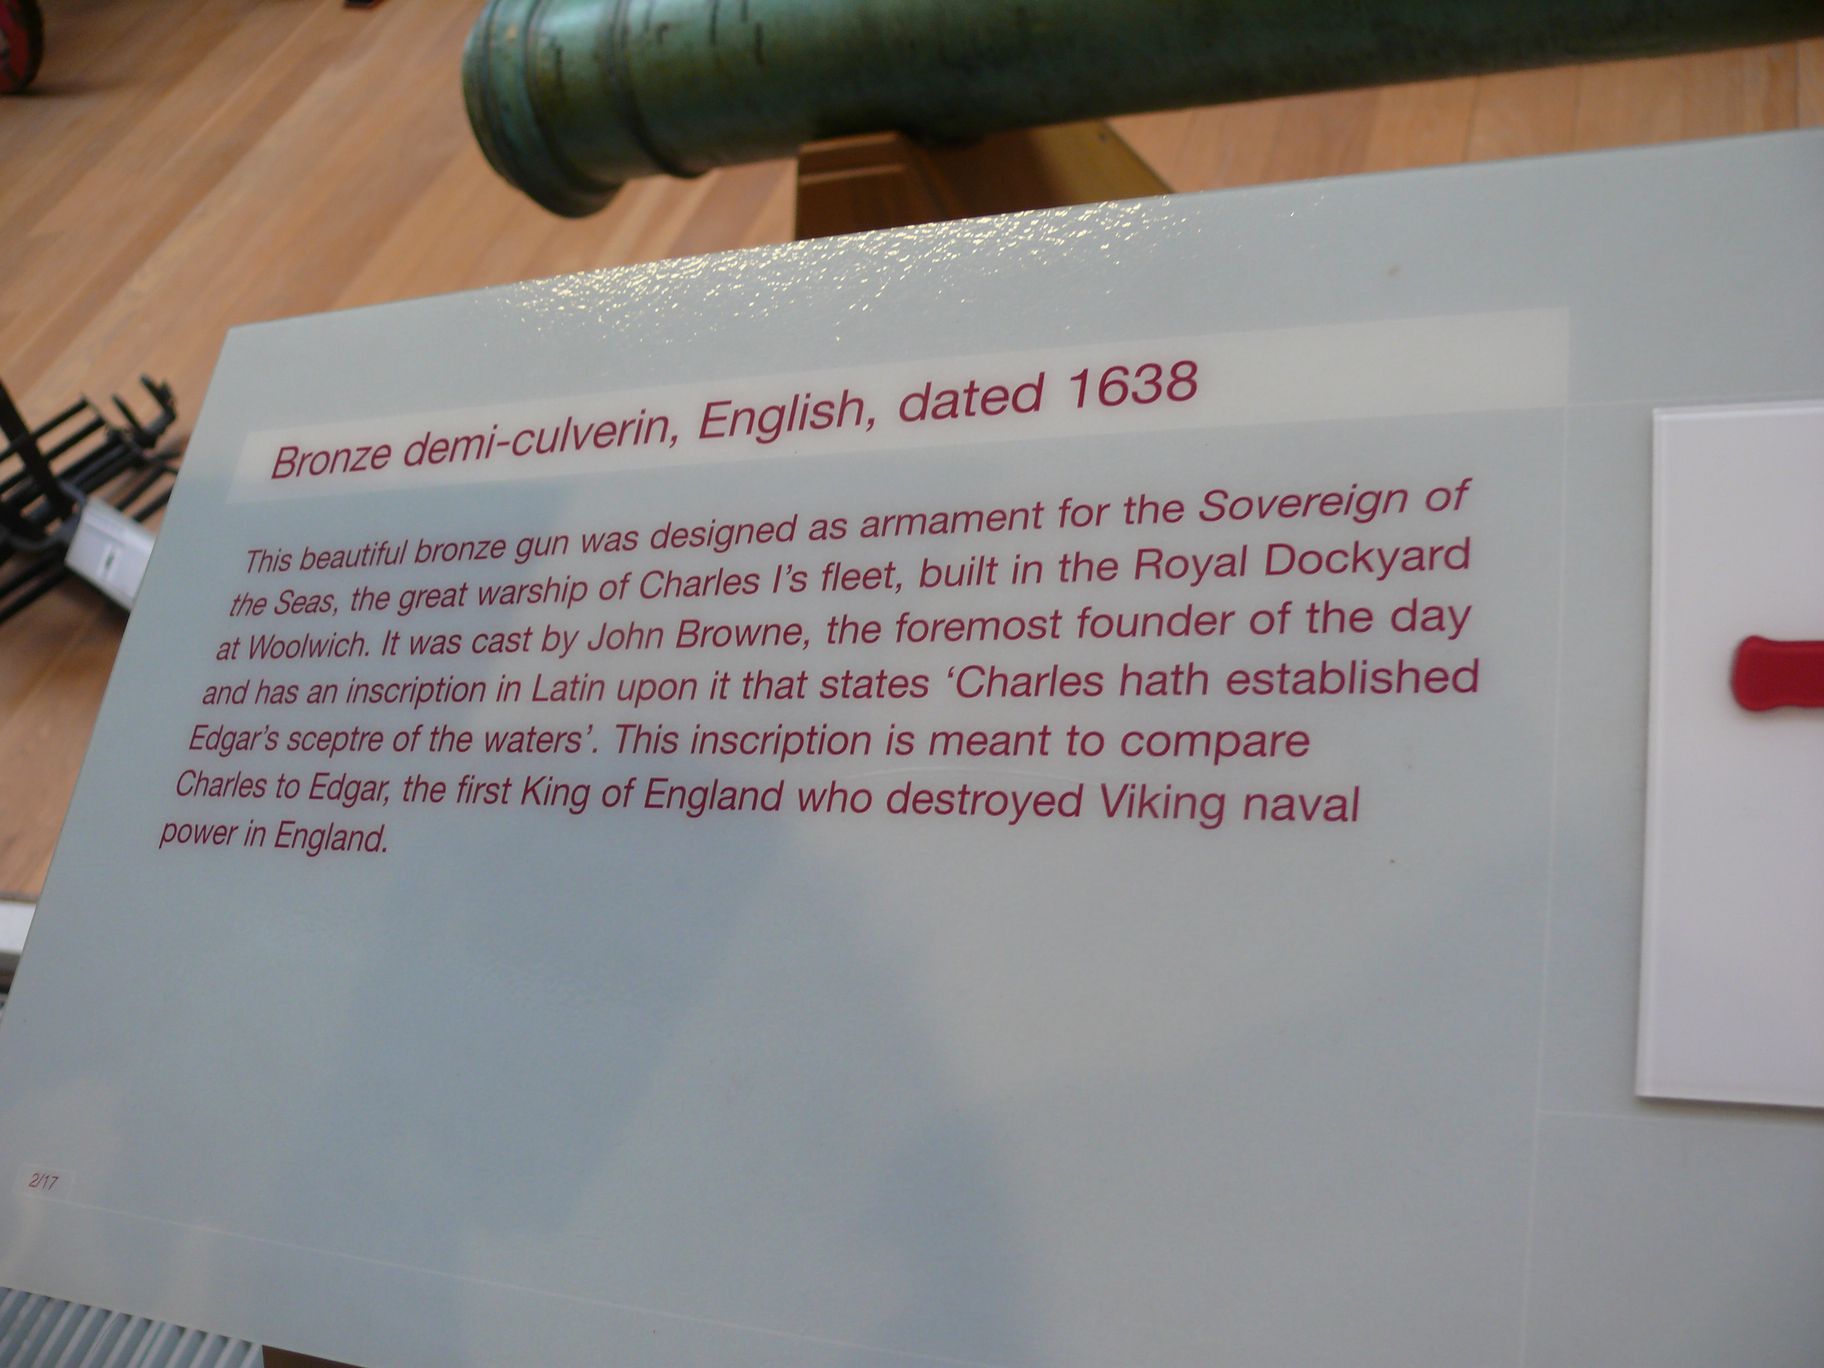 Bronze demi-culverin, English, dated 1638
This beautiful bronze gun was designed as armament for the Sovereign of
the Seas, the great warship of Charles I's fleet, built in the Royal Dockyard
at Woolwich. It was cast by John Browne, the foremost founder of the day
and has an inscription in Latin upon it that states ‘Charles hath established
Edgar's sceptre of the waters’. This inscription is meant to compare
Charles to Edgar, the first King of England who destroyed Viking naval
power in England.
2/17